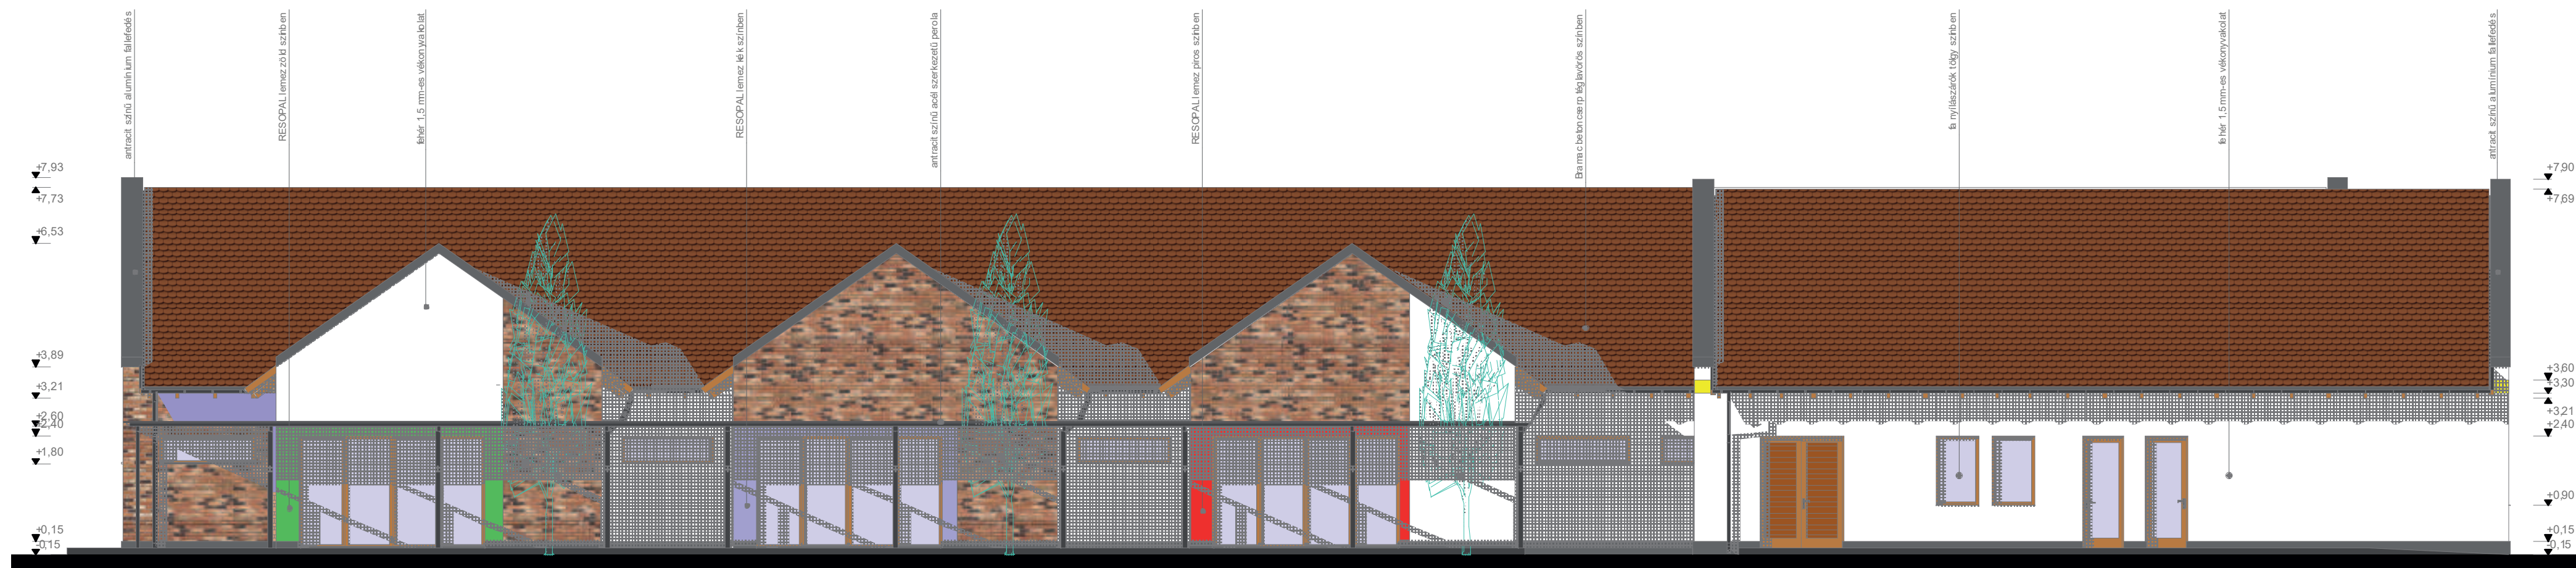 antracit színű alumínium fallefedés
RESOPAL lemez zöld színben
fehér 1,5 mm-es vékonyvakolat
RESOPAL lemez kék színben
antracit színű acél szerkezetű perola
RESOPAL lemez piros színben
Bramac betoncserép téglavörös színben
fa nyílászárók tölgy színben
fehér 1,5 mm-es vékonyvakolat
antracit színű alumínium fallefedés
+7,93
+7,73
+6,53
+3,89
+3,21
+2,60
+2,40
+1,80
+0,15
-0,15
+7,90
+7,69
+3,60
+3,30
+3,21
+2,40
+0,90
+0,15
-0,15